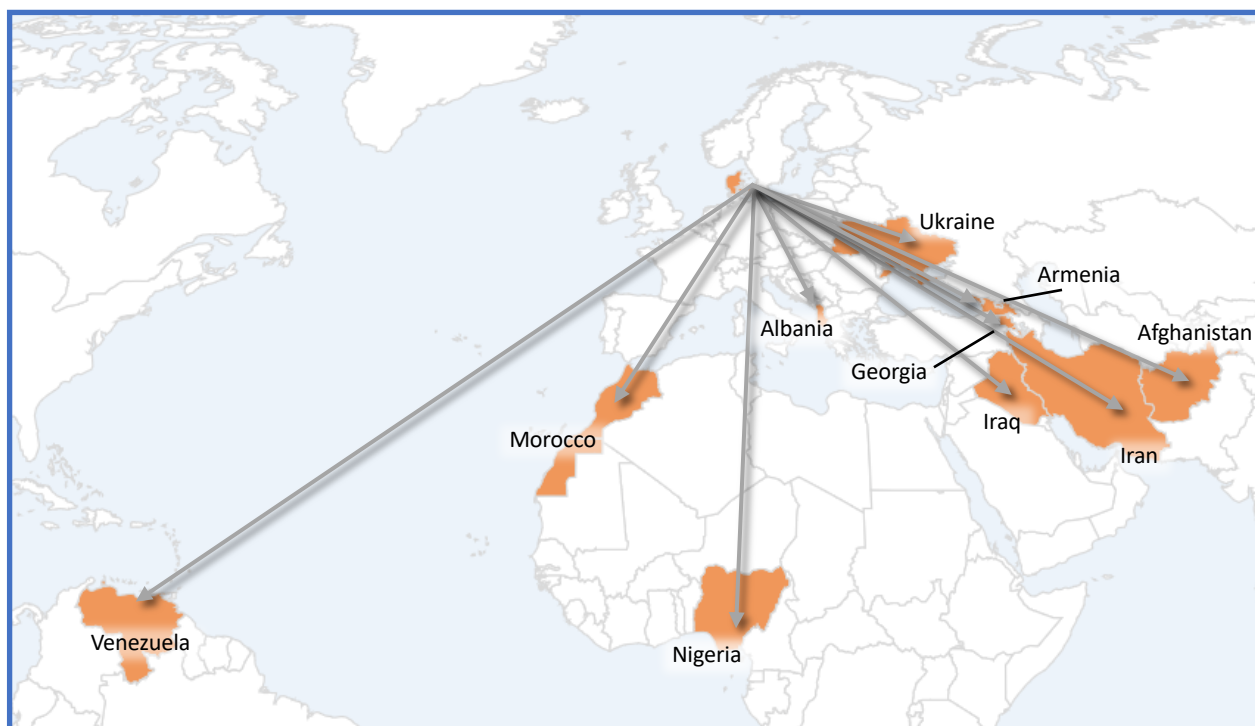 Ukraine
Armenia
Albania
Afghanistan
Georgia
Iraq
Morocco
Iran
Venezuela
Nigeria